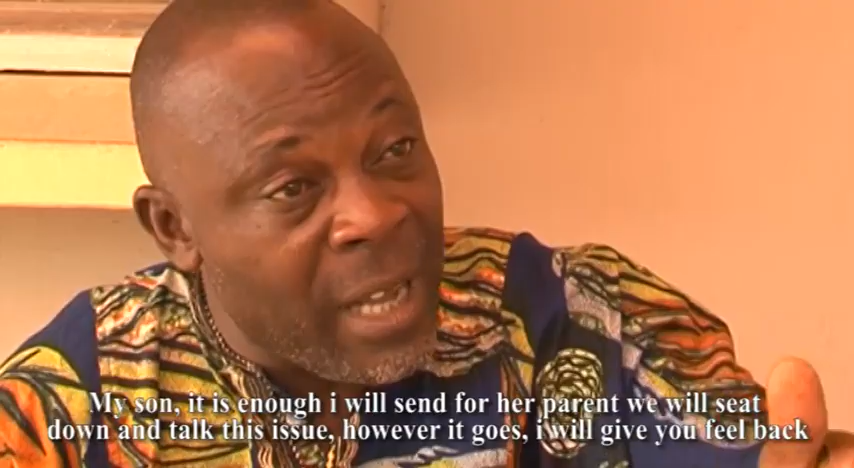 My son, it is enough i will send for her parent we will seat
down and talk this issue, however it goes, i will give you feel back